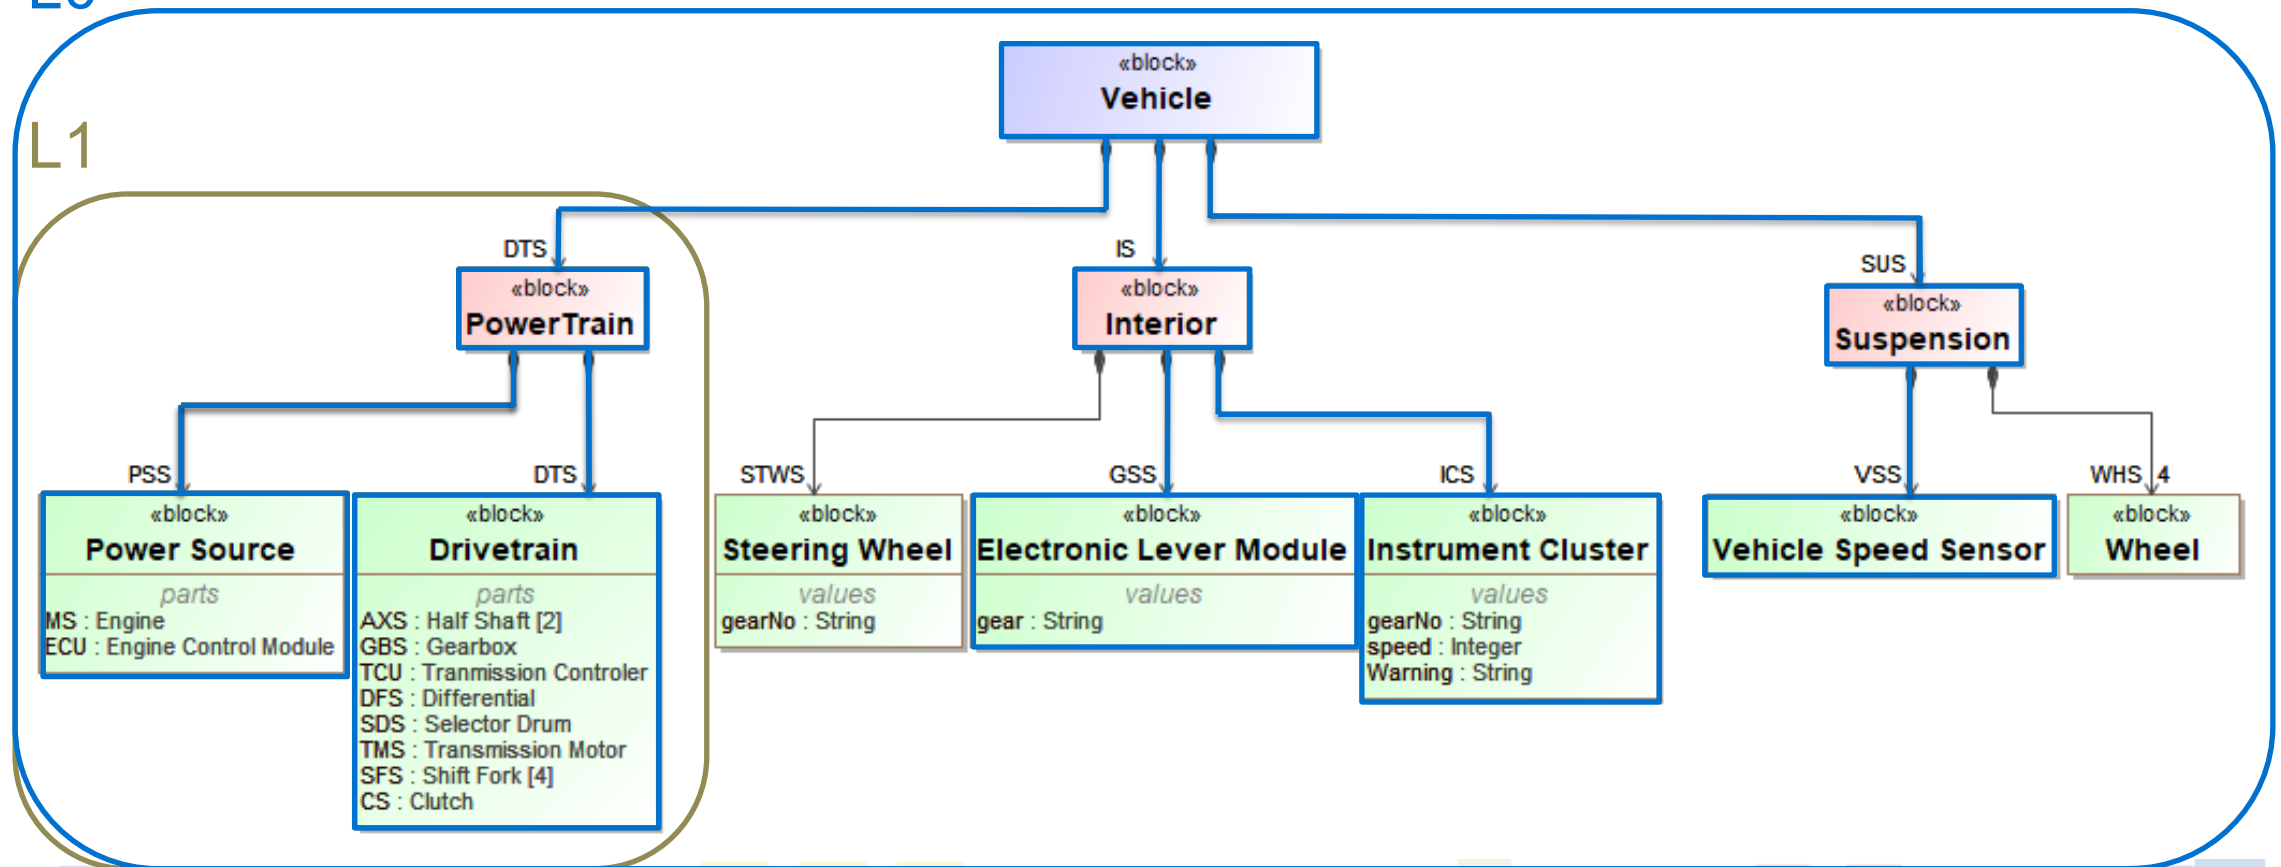 L1
«block»
Vehicle
DTS
IS
SUS
«block»
PowerTrain
«block»
Interior
«block»
Suspension
PSS
DTS
STWS
GSS
ICS
VSS
WHS 4
«block»
Power Source
parts
MS : Engine
ECU : Engine Control Module
«block»
Drivetrain
parts
AXS : Half Shaft [2]
GBS : Gearbox
TCU : Tranmission Controler
DFS : Differential
SDS : Selector Drum
TMS : Transmission Motor
SFS : Shift Fork [4]
CS : Clutch
«block»
Steering Wheel
values
gearNo : String
«block»
Electronic Lever Module
values
gear : String
«block»
Instrument Cluster
values
gearNo : String
speed : Integer
Warning : String
«block»
Vehicle Speed Sensor
«block»
Wheel